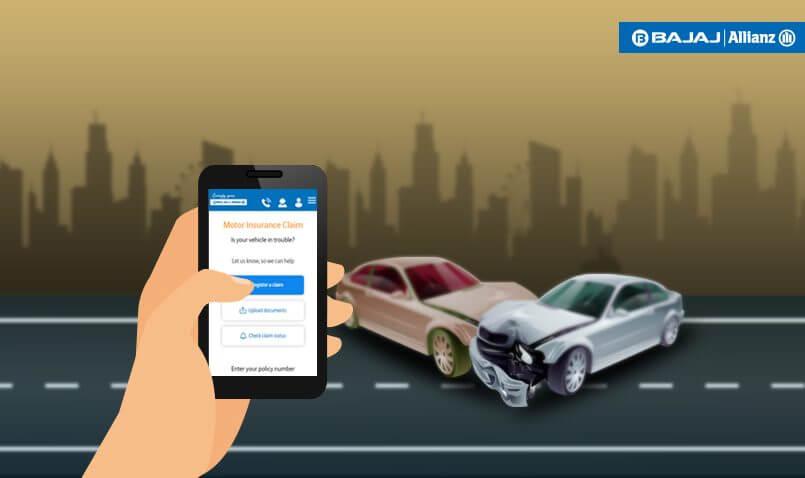 BAJAJ Allianz
Motor Insurance Claim
Is your vehicle in trouble?
Let us know, so we can help
Register a claim
Upload documents
Check claim status
Enter your policy number